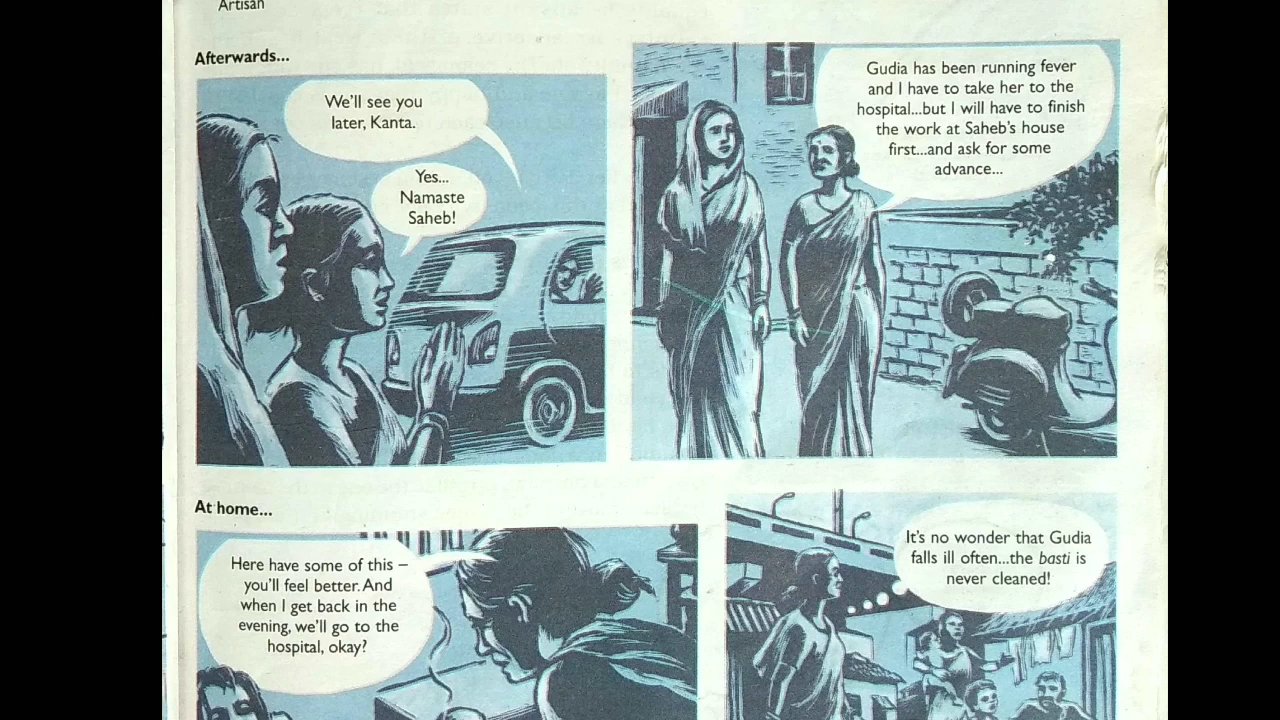 Artisan
Afterwards...
We'll see you
later, Kanta.
Yes...
Namaste
Saheb!
Gudia has been running fever
and I have to take her to the
hospital...but I will have to finish
the work at Saheb's house
first...and ask for some
advance...
At home...
Here have some of this –
you'll feel better. And
when I get back in the
evening, we'll go to the
hospital, okay?
It's no wonder that Gudia
falls ill often...the basti is
never cleaned!